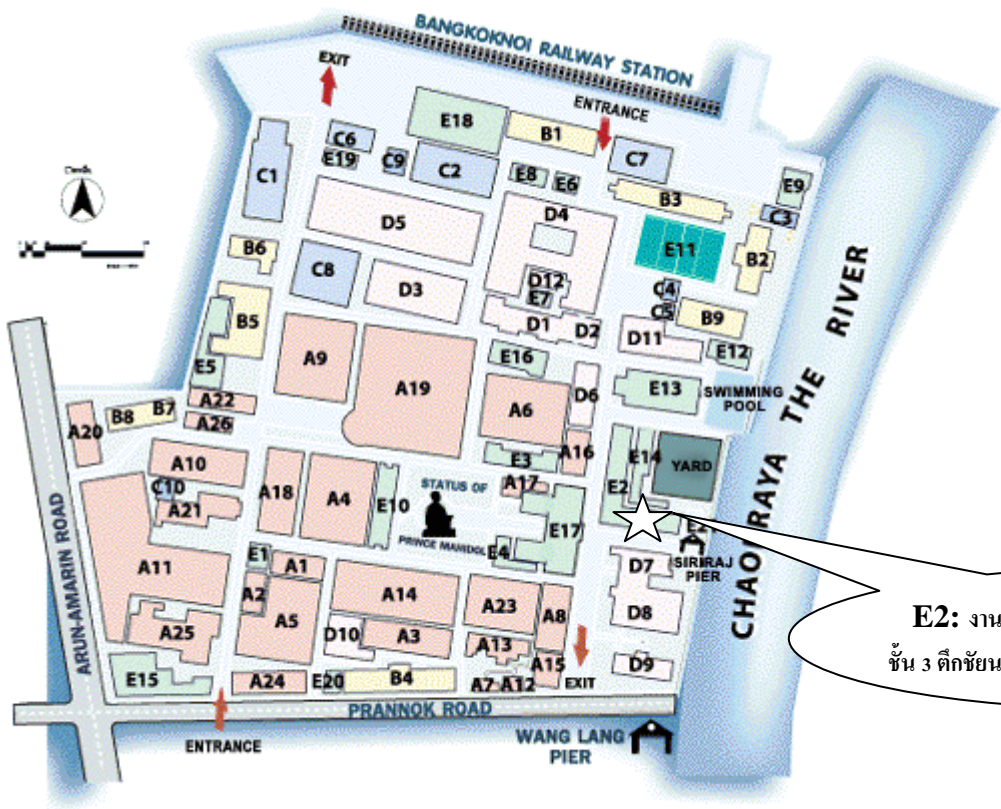 BANGKOKNOI RAILWAY STATION
EXIT
ENTRANCE
E18
B1
C6
E19
C9
C2
C7
C1
E8
E6
B3
E9
C3
D5
D4
E11
B2
B6
C8
D3
D12
E7
C4
C5
B9
B5
D1
D2
D11
E12
E5
A9
A19
E16
A6
D6
E13
SWIMMING
POOL
CHAOPRAYA THE RIVER
A22
A26
B8
B7
A20
A10
C10
A21
A18
A4
E10
STATUS OF
PRINCE MAHIDOL
E3
A16
A17
E17
E4
E2
E14
YARD
SIRIRAJ
PIER
ARUN-AMARIN ROAD
A11
A25
E1
A1
A2
A5
A14
A23
A8
D7
D8
D10
A3
A13
A15
D9
E15
A24
E20
B4
A7
A12
EXIT
PRANNOK ROAD
ENTRANCE
WANG LANG
PIER
E2: งาน
ชั้น 3 ตึกชัยน